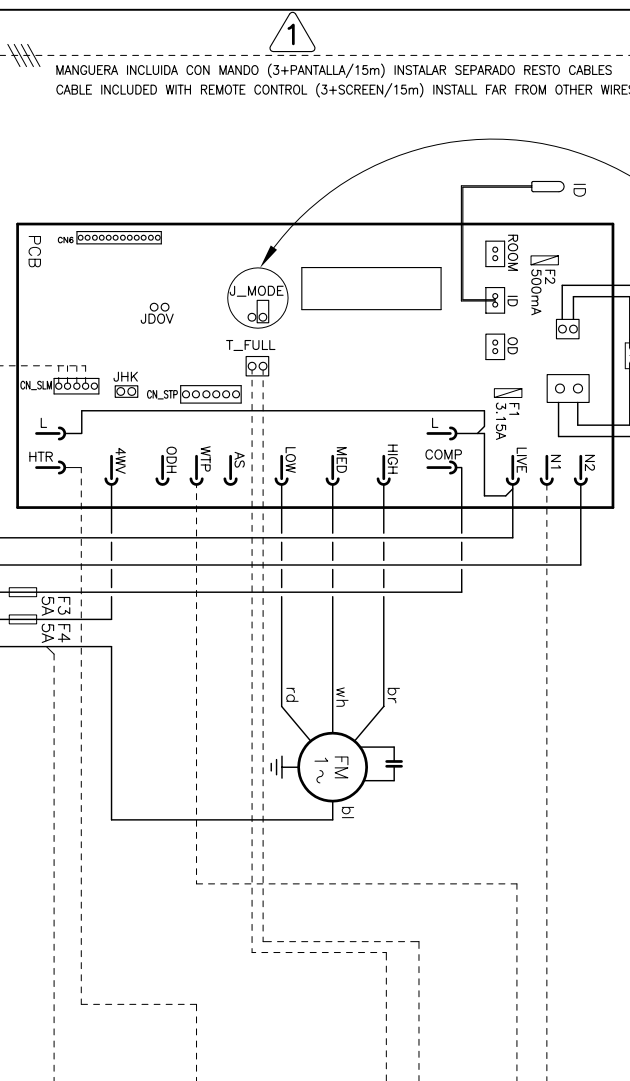 1
MANGUERA INCLUIDA CON MANDO (3+PANTALLA/15m) INSTALAR SEPARADO RESTO CABLES
CABLE INCLUDED WITH REMOTE CONTROL (3+SCREEN/15m) INSTALL FAR FROM OTHER WIRES
ID
PCB
CN6
ROOM
F2
500mA
J_MODE
ID
JDOV
T_FULL
OD
CN_SLM
JHK
CN_STP
F1
3.15A
L
L
HTR
4WV
ODH
WTP
AS
LOW
MED
HIGH
COMP
LIVE
N1
N2
F3
5A
F4
5A
rd
wh
br
FM
1~
bl